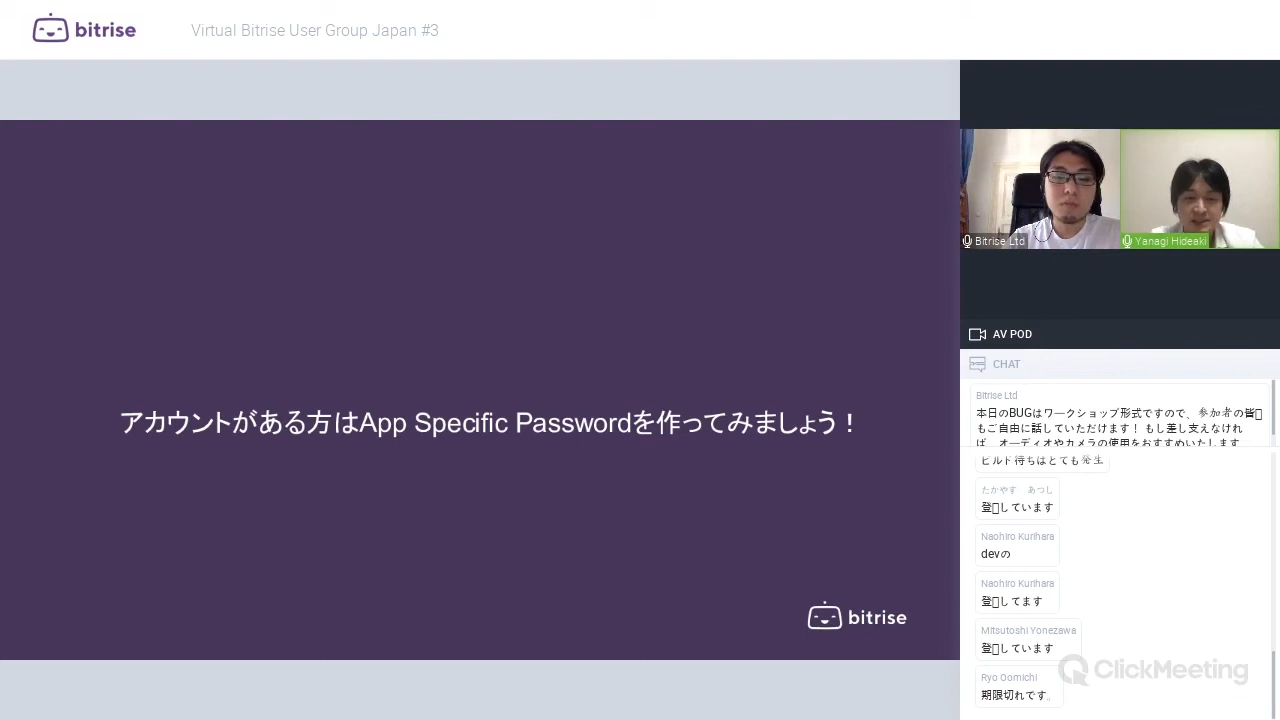 bitrise
Virtual Bitrise User Group Japan #3
アカウントがある方はApp Specific Passwordを作ってみましょう！
bitrise
Bitrise Ltd
Yanagi Hideaki
AV POD
CHAT
Bitrise Ltd
本日のBUGはワークショップ形式ですので、参加者の皆
もご自由に話していただけます！ もし差し支えなけれ
ば、オーディオやカメラの使用をおすすめいたします
ビルド待ちはとても発生
たかやす　あつし
登しています
Naohiro Kurihara
devの
Naohiro Kurihara
登してます
Mitsutoshi Yonezawa
登しています
Ryo Oomichi
期限切れです。
ClickMeeting